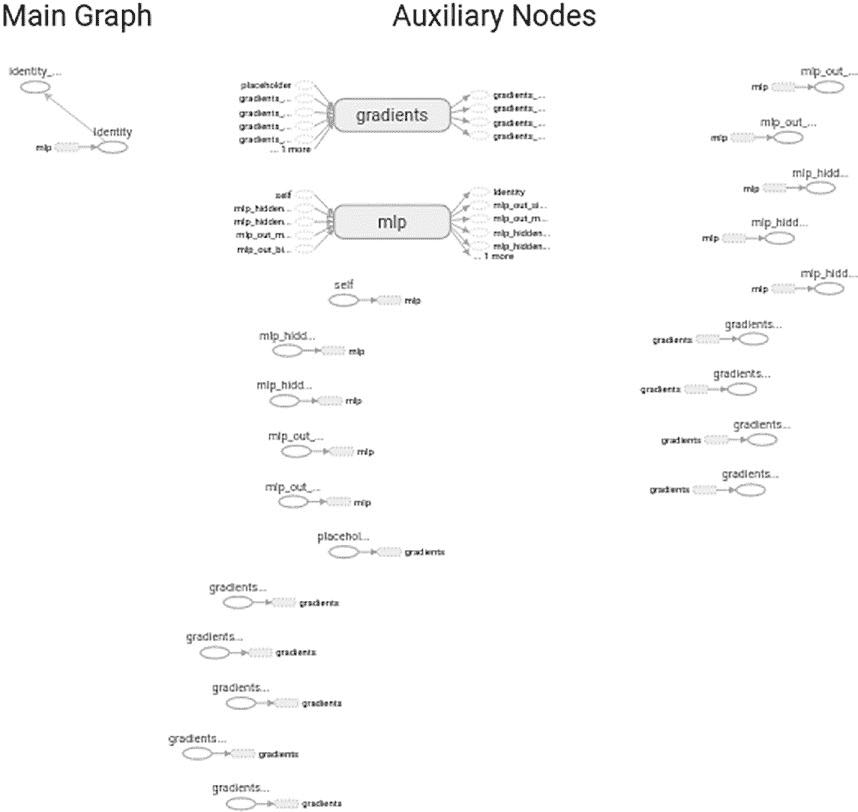 Main Graph
Auxiliary Nodes
Identity_...
Identity
mlp
placeholder
gradients_...
gradients_...
gradients_...
gradients_...
... 1 more
gradients
gradients_...
gradients_...
gradients_...
gradients_...
self
mlp_hidden...
mlp_hidden...
mlp_out_m...
mlp_out_bi...
mlp
Identity
mlp_out_si...
mlp_out_m...
mlp_hidden...
mlp_hidden...
... 1 more
self
mlp
mlp_hidd...
mlp
mlp_hidd...
mlp
mlp_out_...
mlp
mlp_out_...
mlp
placehol...
gradients
gradients...
gradients
gradients...
gradients
gradients...
gradients
gradients...
gradients
gradients...
gradients
mlp_out_...
mlp
mlp_out_...
mlp
mlp_hidd...
mlp
mlp_hidd...
mlp
mlp_hidd...
mlp
gradients...
gradients
gradients...
gradients
gradients...
gradients
gradients...
gradients